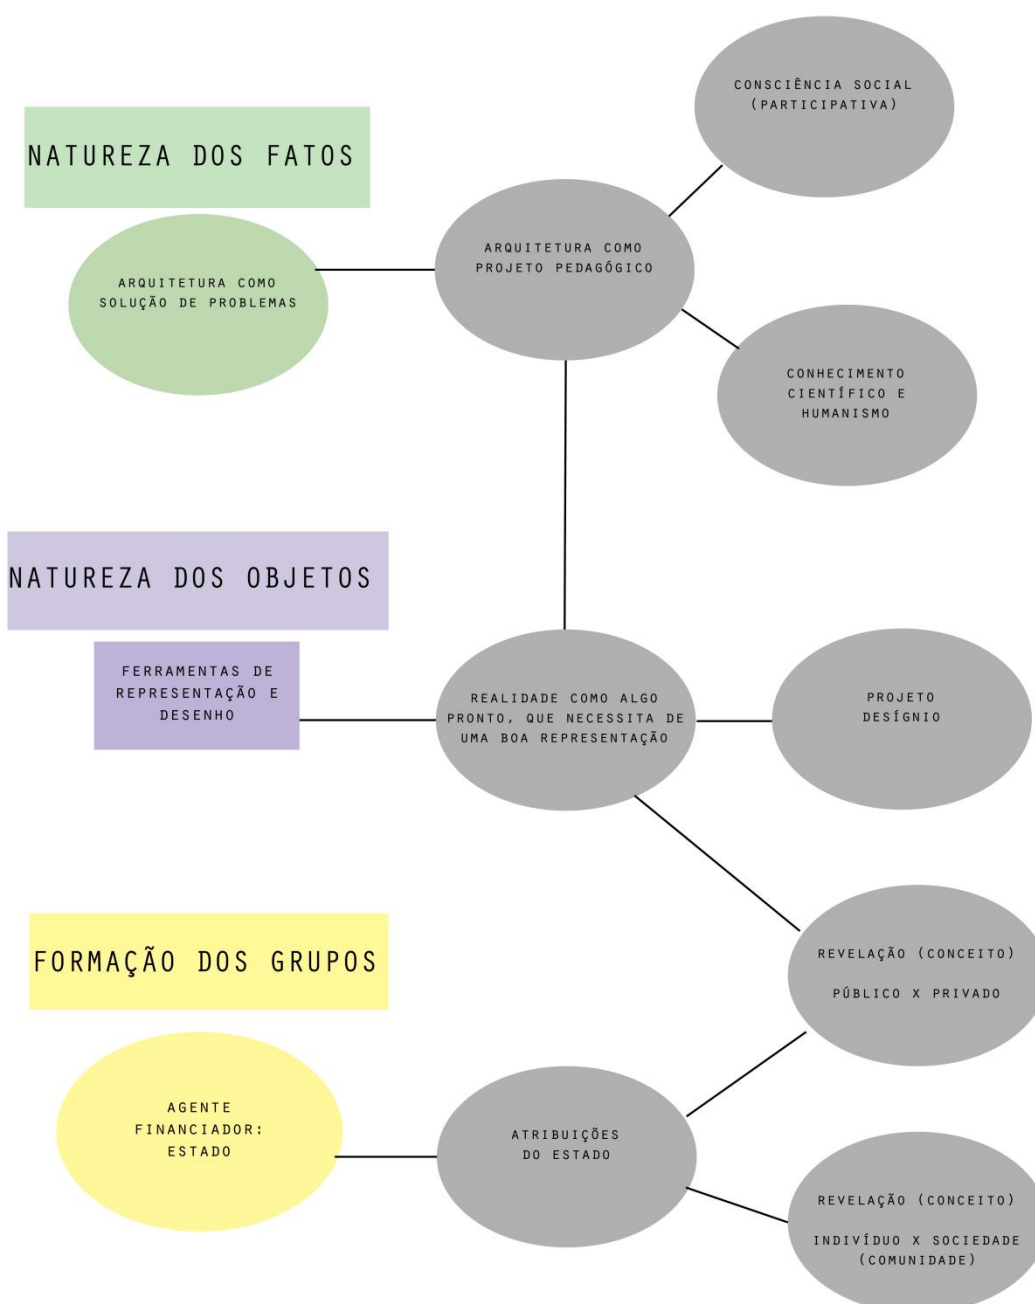 CONSCIÊNCIA SOCIAL
(PARTICIPATIVA)
NATUREZA DOS FATOS
ARQUITETURA COMO
PROJETO PEDAGÓGICO
ARQUITETURA COMO
SOLUÇÃO DE PROBLEMAS
CONHECIMENTO
CIENTÍFICO E
HUMANISMO
NATUREZA DOS OBJETOS
FERRAMENTAS DE
REPRESENTAÇÃO E
DESENHO
REALIDADE COMO ALGO
PRONTO, QUE NECESSITA DE
UMA BOA REPRESENTAÇÃO
PROJETO
DESÍGNIO
FORMAÇÃO DOS GRUPOS
REVELAÇÃO (CONCEITO)
PÚBLICO X PRIVADO
AGENTE
FINANCIADOR:
ESTADO
ATRIBUIÇÕES
DO ESTADO
REVELAÇÃO (CONCEITO)
INDIVÍDUO X SOCIEDADE
(COMUNIDADE)